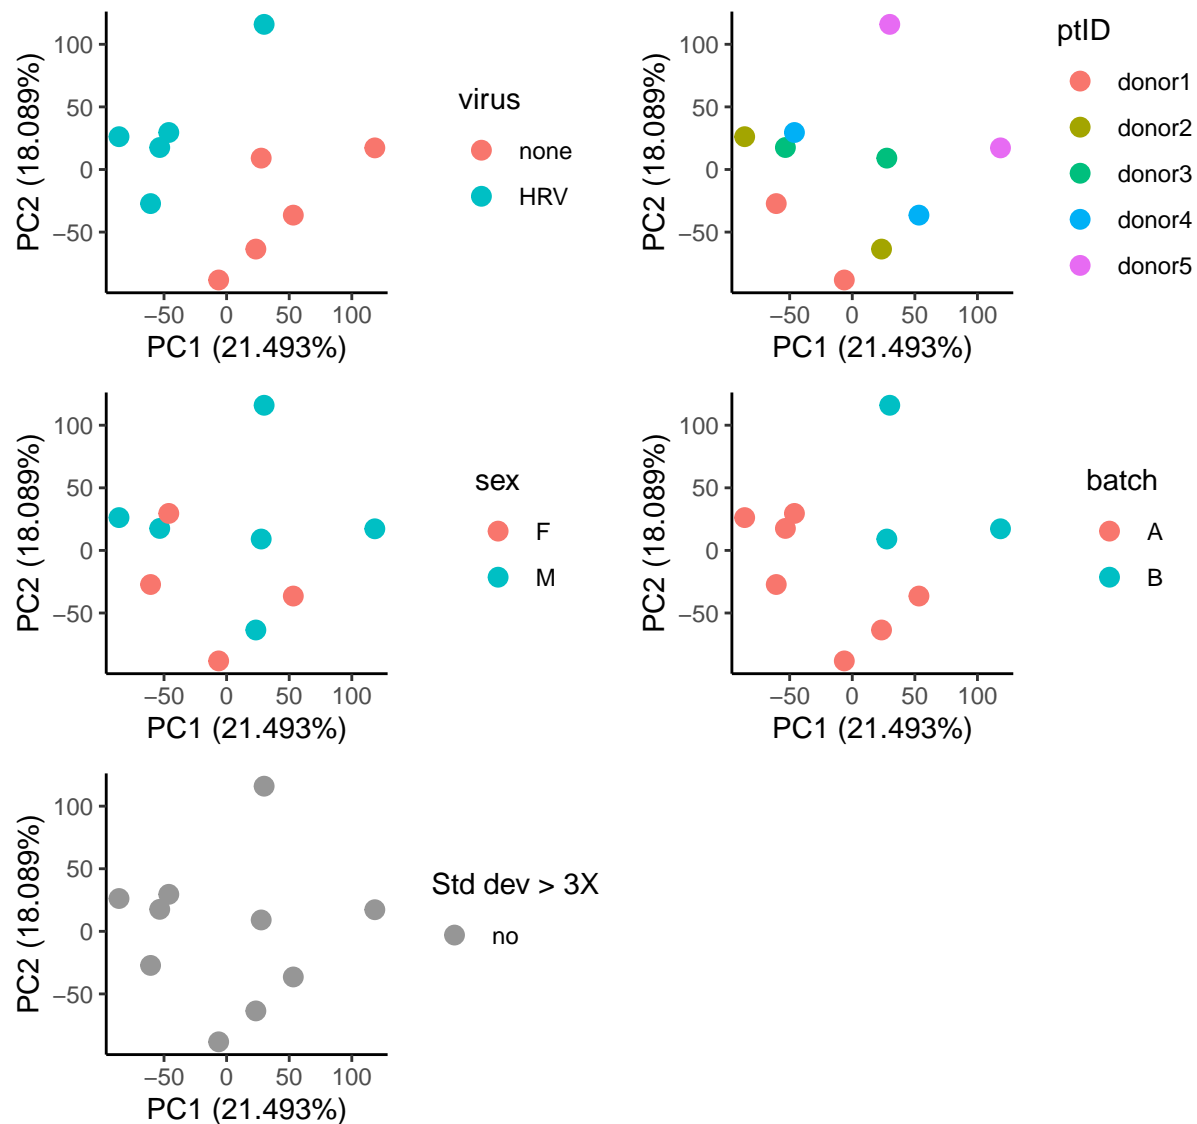 PC2 (18.089%)
100
50
0
−50
−50 0 50 100
PC1 (21.493%)
virus
none
HRV
PC2 (18.089%)
100
50
0
−50
−50 0 50 100
PC1 (21.493%)
ptID
donor1
donor2
donor3
donor4
donor5
PC2 (18.089%)
100
50
0
−50
−50 0 50 100
PC1 (21.493%)
sex
F
M
PC2 (18.089%)
100
50
0
−50
−50 0 50 100
PC1 (21.493%)
batch
A
B
PC2 (18.089%)
100
50
0
−50
−50 0 50 100
PC1 (21.493%)
Std dev > 3X
no